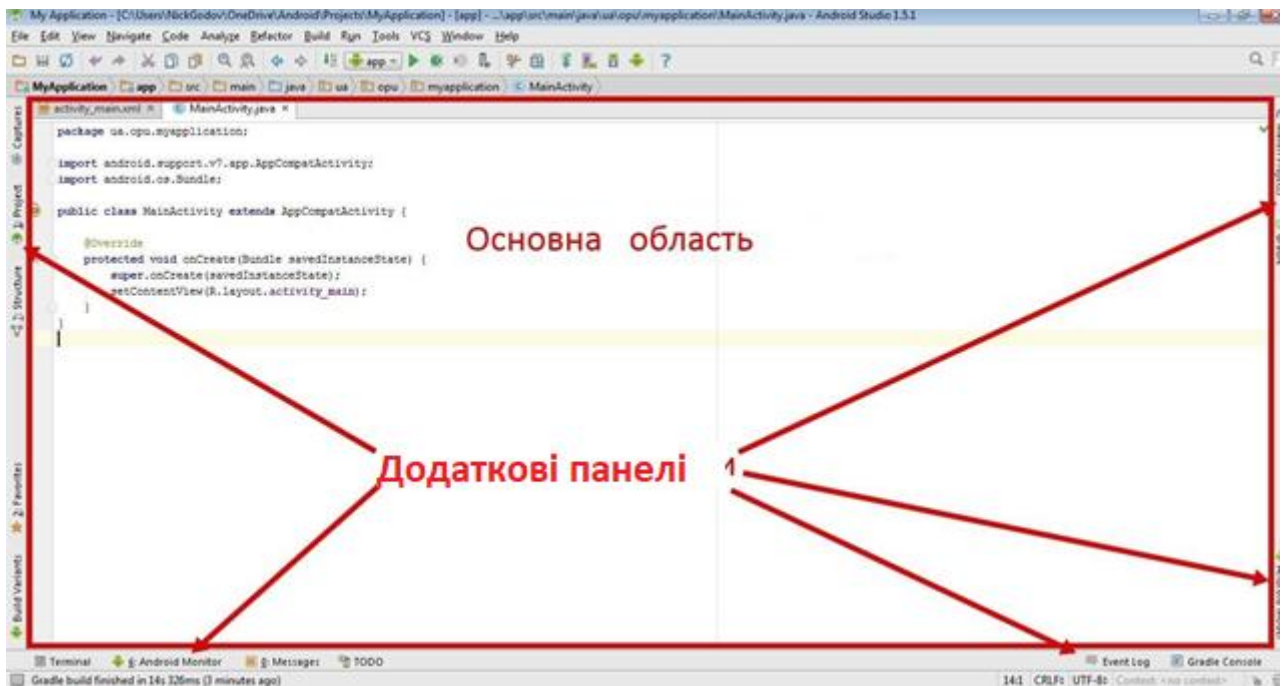 My Application - [C:\Users\NickGodov\OneDrive\Android\Projects\MyApplication] - [app] - ...\app\src\main\java\ua\opu\myapplication\MainActivity.java - Android Studio 1.5.1
File Edit View Navigate Code Analyze Refactor Build Run Tools VCS Window Help
app
MyApplication app src main java ua opu myapplication MainActivity
activity_main.xml MainActivity.java
Captures
1: Project
7: Structure
2: Favorites
Build Variants
package ua.opu.myapplication;
import android.support.v7.app.AppCompatActivity;
import android.os.Bundle;
public class MainActivity extends AppCompatActivity {
@Override
protected void onCreate(Bundle savedInstanceState) {
super.onCreate(savedInstanceState);
setContentView(R.layout.activity_main);
}
}
Основна область
Додаткові панелі и
Terminal 6: Android Monitor 0: Messages TODO Event Log Gradle Console
Gradle build finished in 14s 326ms (3 minutes ago) 14:1 CRLF: UTF-8: Context: <no context>